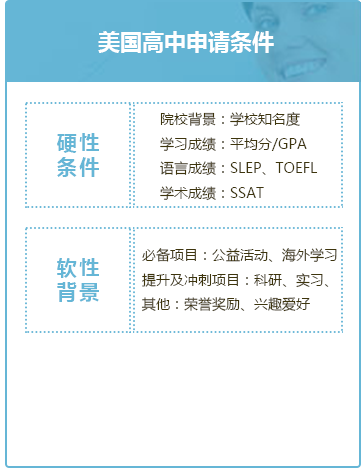 美国高中申请条件
硬性
条件
院校背景：学校知名度
学习成绩：平均分/GPA
语言成绩：SLEP、TOEFL
学术成绩：SSAT
软性
背景
必备项目：公益活动、海外学习
提升及冲刺项目：科研、实习、
其他：荣誉奖励、兴趣爱好